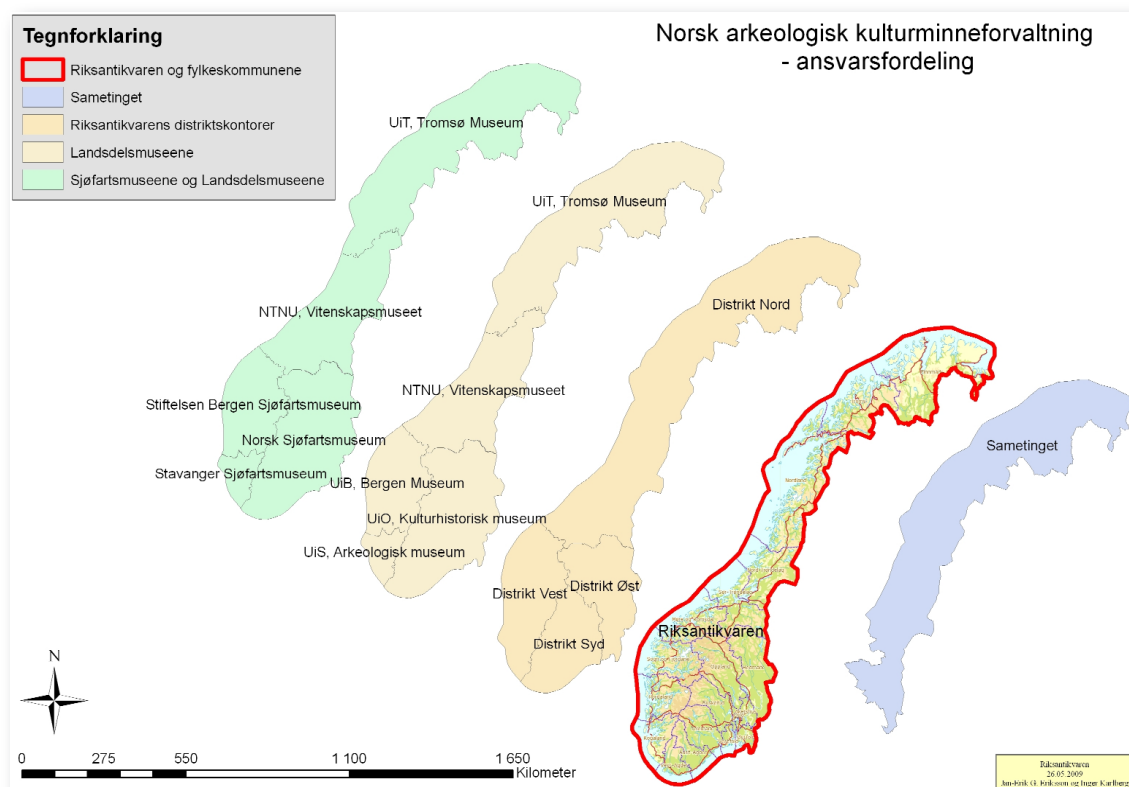 Norsk arkeologisk kulturminneforvaltning
- ansvarsfordeling
Tegnforklaring
Riksantikvaren og fylkeskommunene
Sametinget
Riksantikvarens distriktskontorer
Landsdelsmuseene
Sjøfartsmuseene og Landsdelsmuseene
UiT, Tromsø Museum
NTNU, Vitenskapsmuseet
Stiftelsen Bergen Sjøfartsmuseum
Norsk Sjøfartsmuseum
Stavanger Sjøfartsmuseum
UiT, Tromsø Museum
NTNU, Vitenskapsmuseet
UiB, Bergen Museum
UiO, Kulturhistorisk museum
UiS, Arkeologisk museum
Distrikt Nord
Distrikt Vest
Distrikt Øst
Distrikt Syd
Riksantikvaren
Sametinget
N
0 275 550 1 100 1 650
Kilometer
Riksantikvaren
26.05.2009
Jan-Erik G. Eriksson og Inger Karlberg